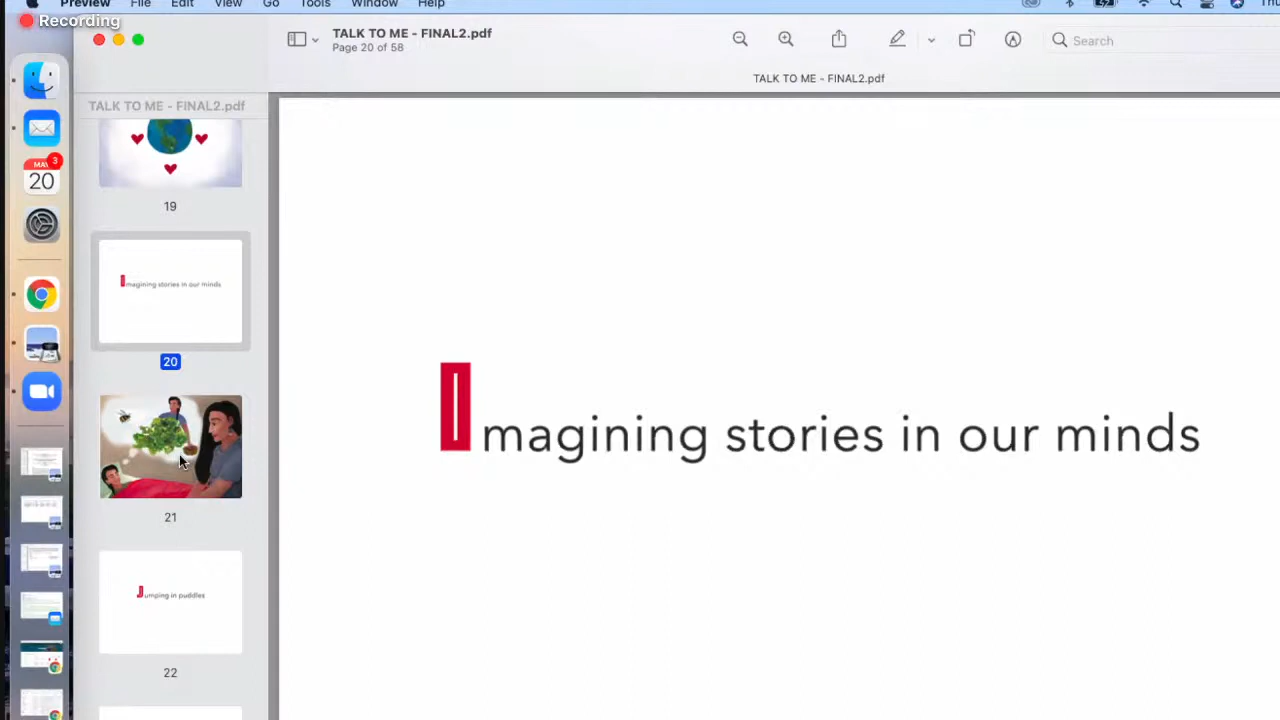 Preview File Edit View Go Tools Window Help
Recording
TALK TO ME - FINAL2.pdf
Page 20 of 58
Search
TALK TO ME - FINAL2.pdf
TALK TO ME - FINAL2.pdf
MAY
3
20
19
Imagining stories in our minds
20
21
Jumping in puddles
22
Imagining stories in our minds